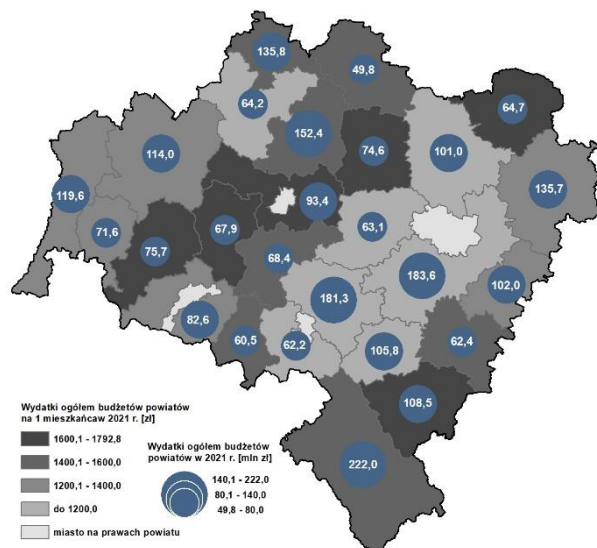 135,8
49,8
64,2
64,7
152,4
74,6
101,0
114,0
135,7
119,6
93,4
71,6
67,9
63,1
75,7
68,4
183,6
181,3
102,0
82,6
60,5
62,2
105,8
62,4
108,5
222,0
Wydatki ogółem budżetów powiatów
na 1 mieszkańcaw 2021 r. [zł]
1600,1 - 1792,8
1400,1 - 1600,0
1200,1 - 1400,0
do 1200,0
miasto na prawach powiatu
Wydatki ogółem budżetów
powiatów w 2021 r. [mln zł]
140,1 - 222,0
80,1 - 140,0
49,8 - 80,0